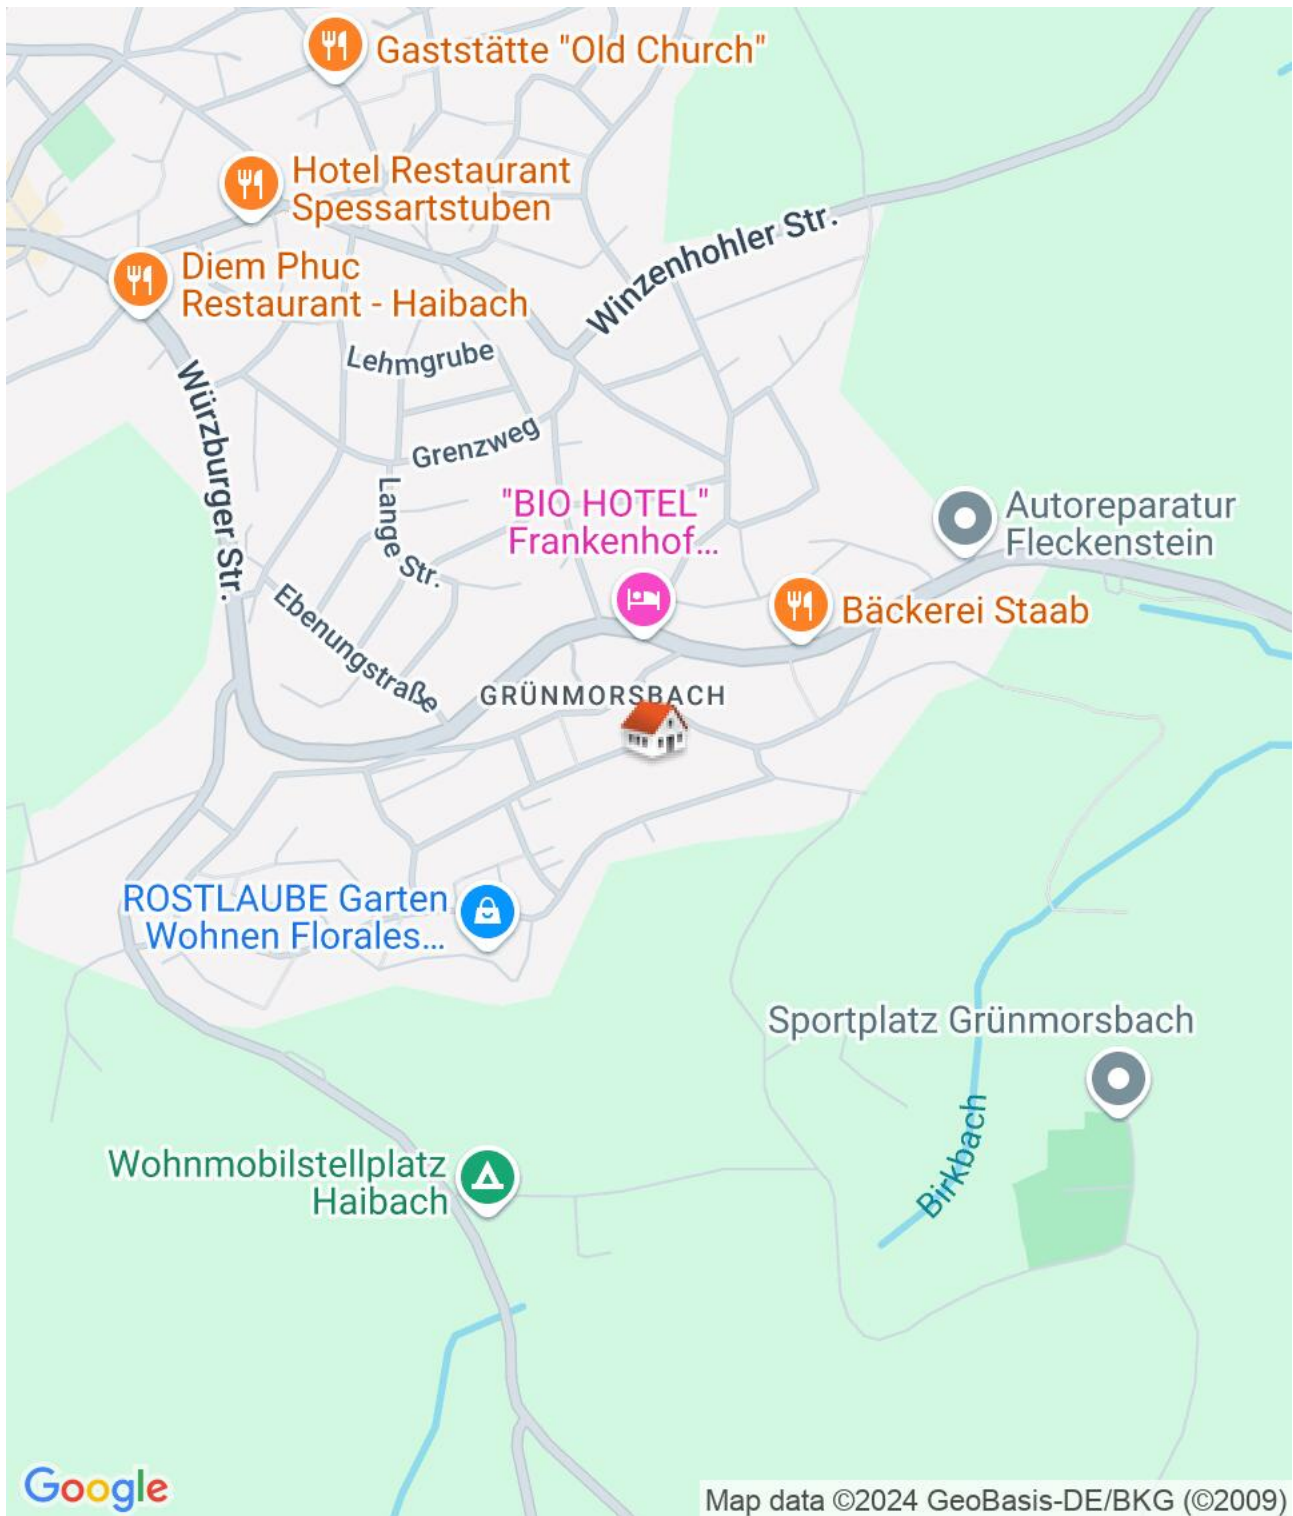 Gaststätte "Old Church"
Hotel Restaurant
Spessartstuben
Winzenhohler Str.
Diem Phuc
Restaurant - Haibach
Lehmgrube
Würzburger Str.
Grenzweg
Lange Str.
"BIO HOTEL"
Frankenhof...
Autoreparatur
Fleckenstein
Ebenungstraße
Bäckerei Staab
GRÜNMORSBACH
ROSTLAUBE Garten
Wohnen Florales...
Sportplatz Grünmorsbach
Birkbach
Wohnmobilstellplatz
Haibach
Google
Map data ©2024 GeoBasis-DE/BKG (©2009)